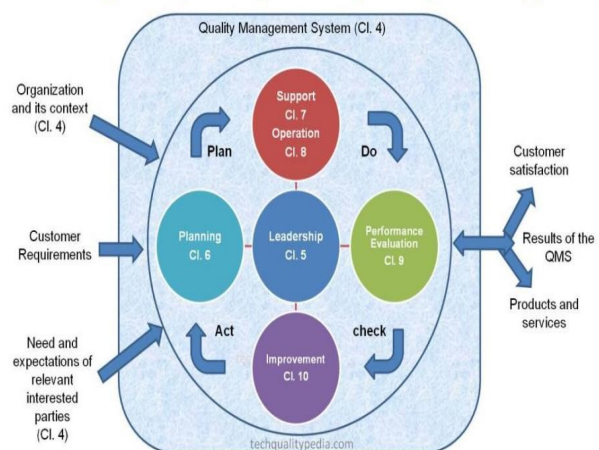 Quality Management System (Cl. 4)
Organization
and its context
(Cl. 4)
Customer
Requirements
Need and
expectations of
relevant
interested
parties
(Cl. 4)
Support
Cl. 7
Operation
Cl. 8
Plan
Do
Planning
Cl. 6
Leadership
Cl. 5
Performance
Evaluation
Cl. 9
Act
check
Improvement
Cl. 10
Customer
satisfaction
Results of the
QMS
Products and
services
techqualitypedia.com